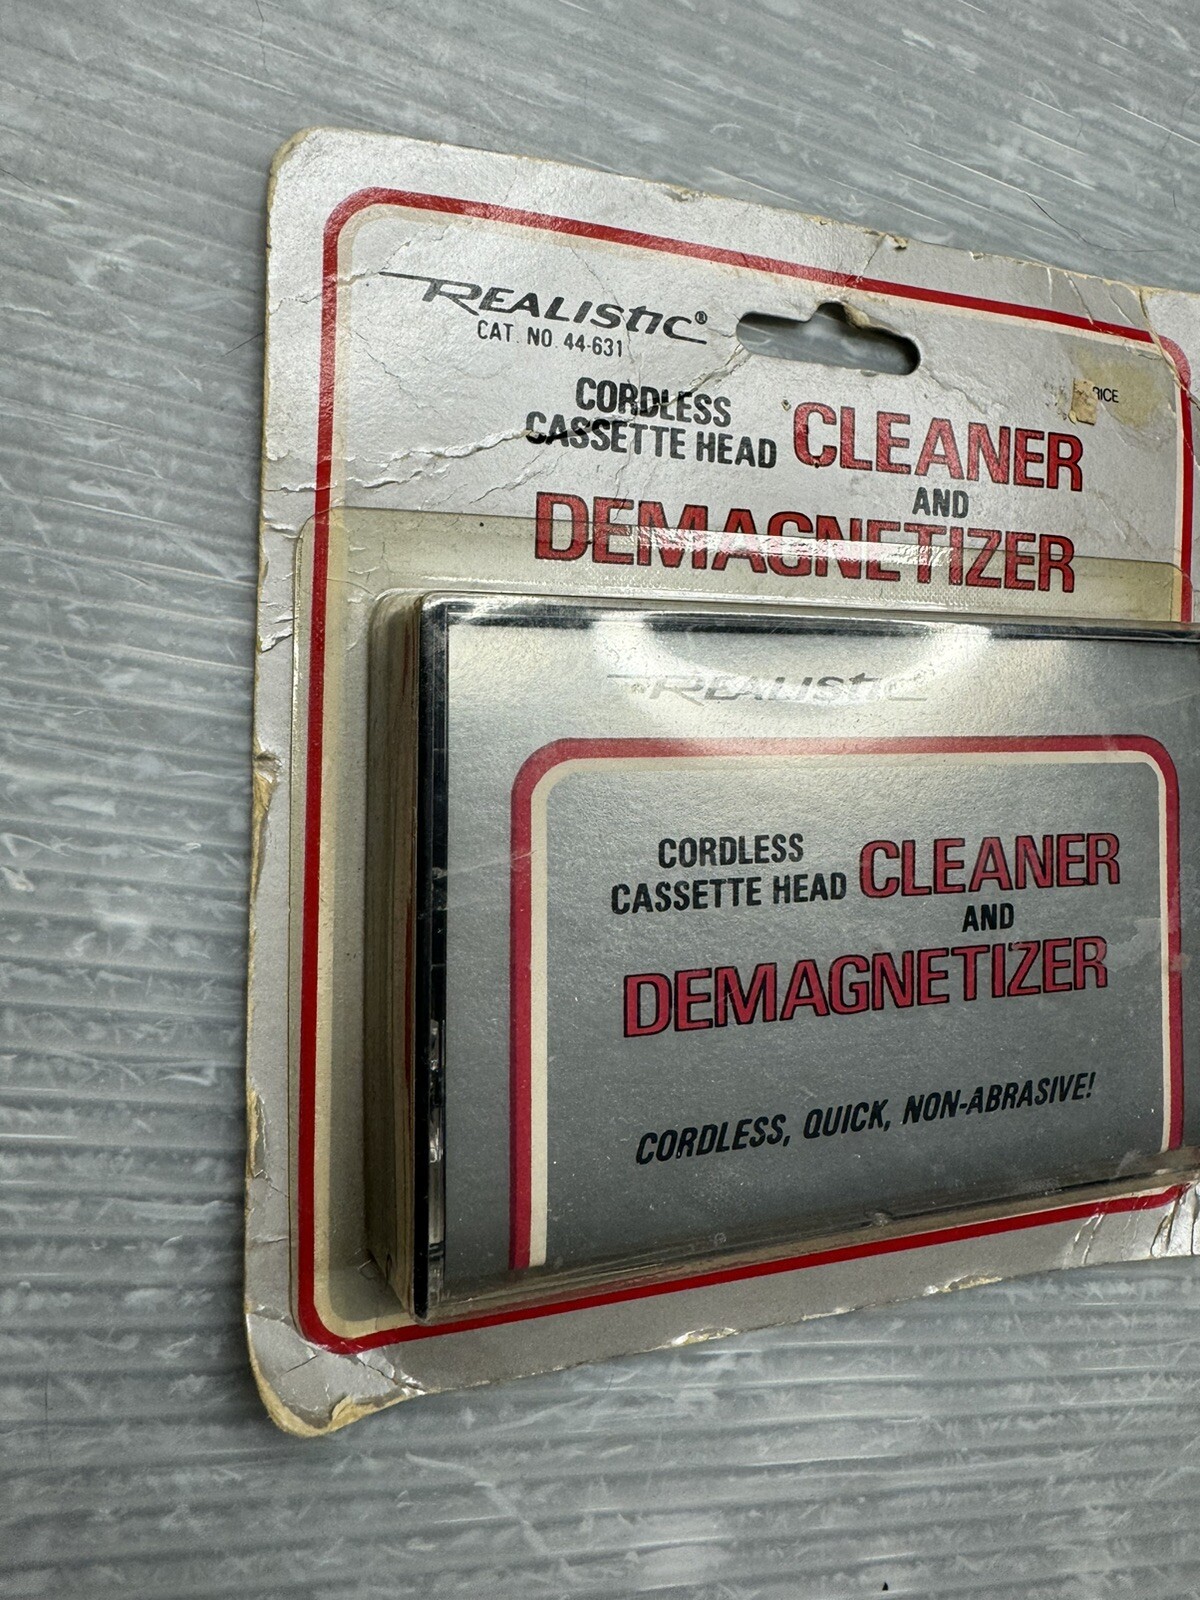 REALISTIC®
CAT. NO. 44-631
CORDLESS
CASSETTE HEAD CLEANER
AND
DEMAGNETIZER
REALISTIC
CORDLESS
CASSETTE HEAD CLEANER
AND
DEMAGNETIZER
CORDLESS, QUICK, NON-ABRASIVE!